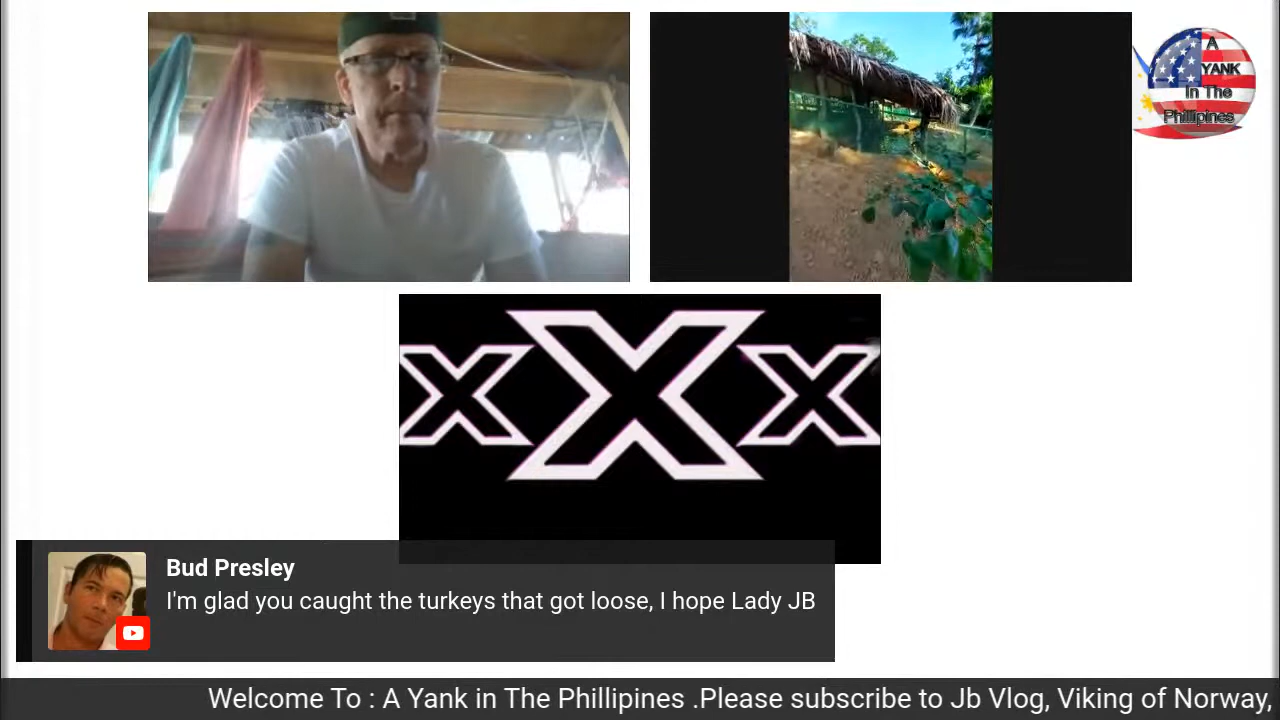 A
YANK
In The
Phillipines
X X X
Bud Presley
I'm glad you caught the turkeys that got loose, I hope Lady JB
Welcome To : A Yank in The Phillipines .Please subscribe to Jb Vlog, Viking of Norway,